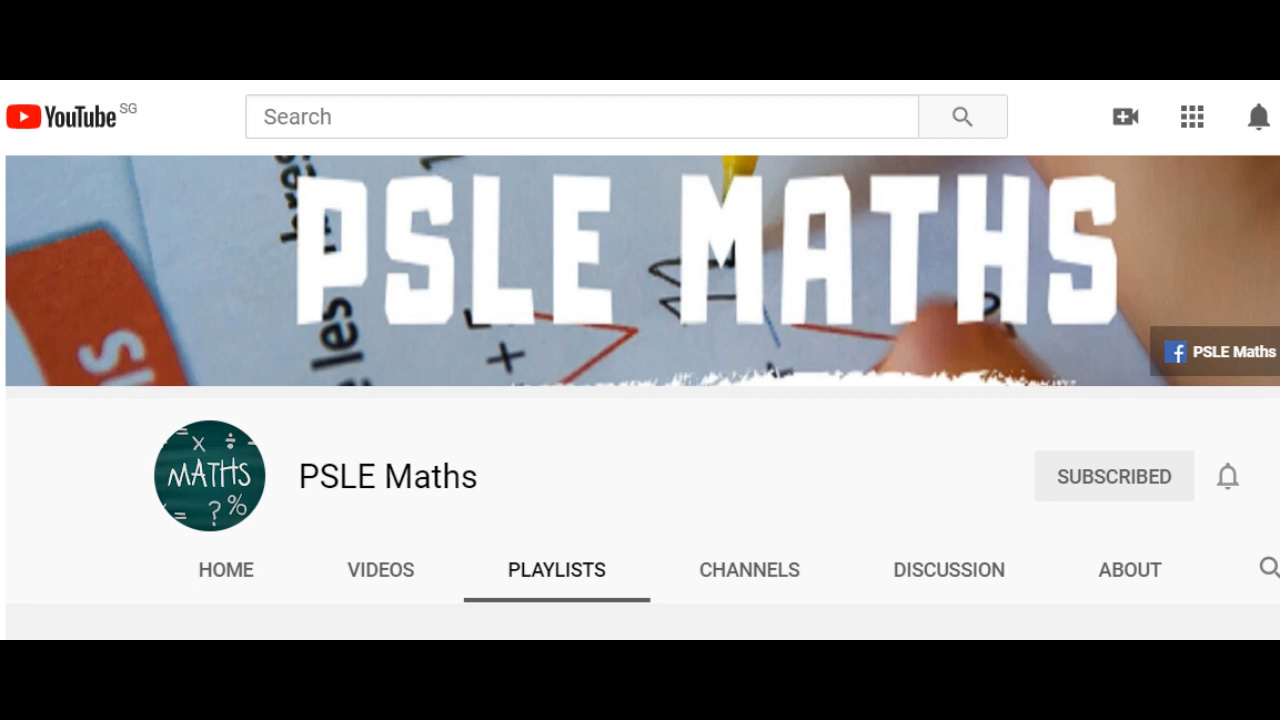 YouTube SG
Search
PSLE MATHS
PSLE Maths
MATHS
PSLE Maths
SUBSCRIBED
HOME VIDEOS PLAYLISTS CHANNELS DISCUSSION ABOUT